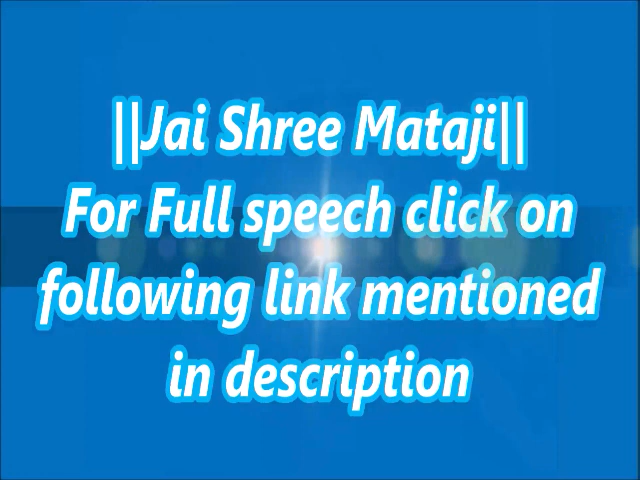 ||Jai Shree Mataji||
For Full speech click on
following link mentioned
in description